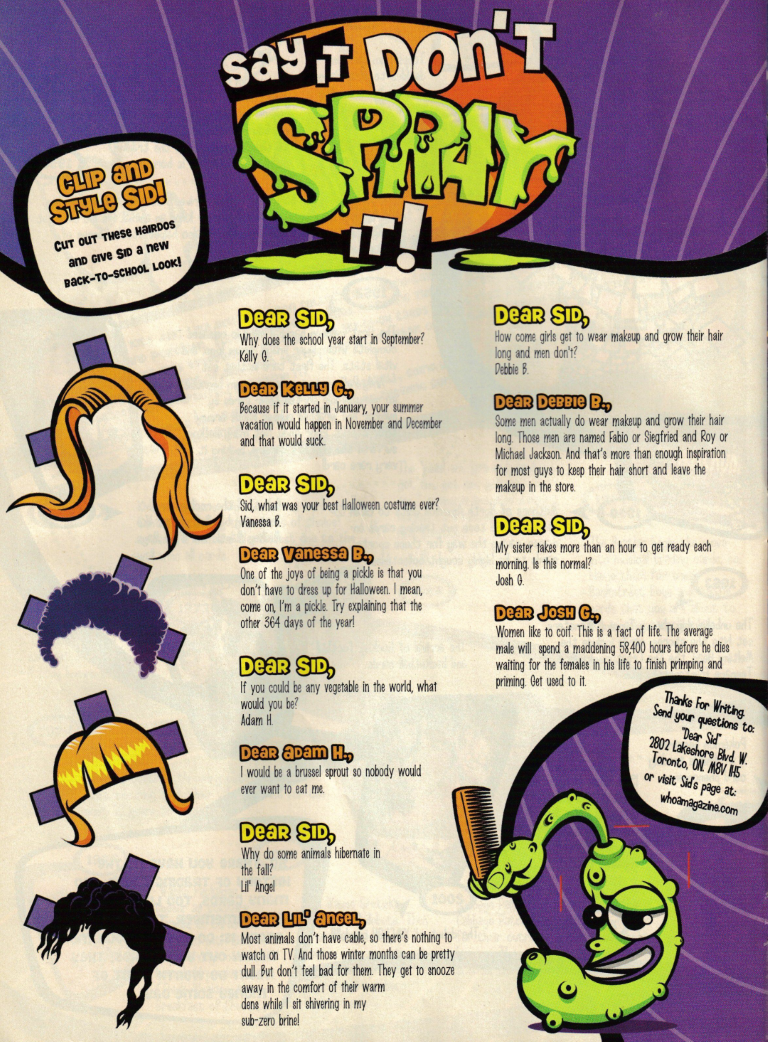 Say it DON'T
SPRAY
IT!
CLIP AND
STYLE SID!
CUT OUT THESE HAIRDOS
AND GIVE SID A NEW
BACK-TO-SCHOOL LOOK!
Dear SID,
Why does the school year start in September?
Kelly G.
Dear Kelly G.,
Because if it started in January, your summer
vacation would happen in November and December
and that would suck.
Dear SID,
Sid, what was your best Halloween costume ever?
Vanessa B.
Dear Vanessa B.,
One of the joys of being a pickle is that you
don't have to dress up for Halloween. I mean,
come on, I'm a pickle. Try explaining that the
other 364 days of the year!
Dear SID,
If you could be any vegetable in the world, what
would you be?
Adam H.
Dear Adam H.,
I would be a brussel sprout so nobody would
ever want to eat me.
Dear SID,
Why do some animals hibernate in
the fall?
Lil' Angel
Dear Lil' Angel,
Most animals don't have cable, so there's nothing to
watch on TV. And those winter months can be pretty
dull. But don't feel bad for them. They get to snooze
away in the comfort of their warm
dens while I sit shivering in my
sub-zero brine!
Dear SID,
How come girls get to wear makeup and grow their hair
long and men don't?
Debbie B.
Dear Debbie B.,
Some men actually do wear makeup and grow their hair
long. Those men are named Fabio or Siegfried and Roy or
Michael Jackson. And that's more than enough inspiration
for most guys to keep their hair short and leave the
makeup in the store.
Dear SID,
My sister takes more than an hour to get ready each
morning. Is this normal?
Josh G.
Dear Josh G.,
Women like to coif. This is a fact of life. The average
male will spend a maddening 58,400 hours before he dies
waiting for the females in his life to finish primping and
priming. Get used to it.
Thanks For Writing.
Send your questions to:
"Dear Sid"
2802 Lakeshore Blvd. W.
Toronto, ON. M8V 1H5
or visit Sid's page at:
whoamagazine.com